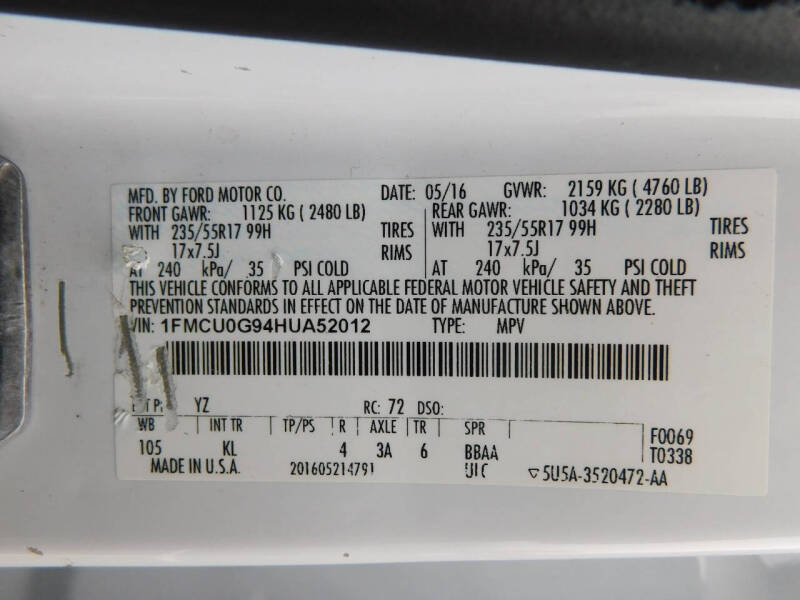 MFD. BY FORD MOTOR CO. DATE: 05/16 GVWR: 2159 KG ( 4760 LB)
FRONT GAWR: 1125 KG ( 2480 LB) REAR GAWR: 1034 KG ( 2280 LB)
WITH 235/55R17 99H TIRES WITH 235/55R17 99H TIRES
17x7.5J RIMS 17x7.5J RIMS
AT 240 kPa/ 35 PSI COLD AT 240 kPa/ 35 PSI COLD
THIS VEHICLE CONFORMS TO ALL APPLICABLE FEDERAL MOTOR VEHICLE SAFETY AND THEFT
PREVENTION STANDARDS IN EFFECT ON THE DATE OF MANUFACTURE SHOWN ABOVE.
VIN: 1FMCU0G94HUA52012 TYPE: MPV
YZ RC: 72 DSO:
WB INT TR TP/PS R AXLE TR SPR F0069
105 KL 4 3A 6 BBAA T0338
MADE IN U.S.A. 201605214791 ▽5U5A-3520472-AA